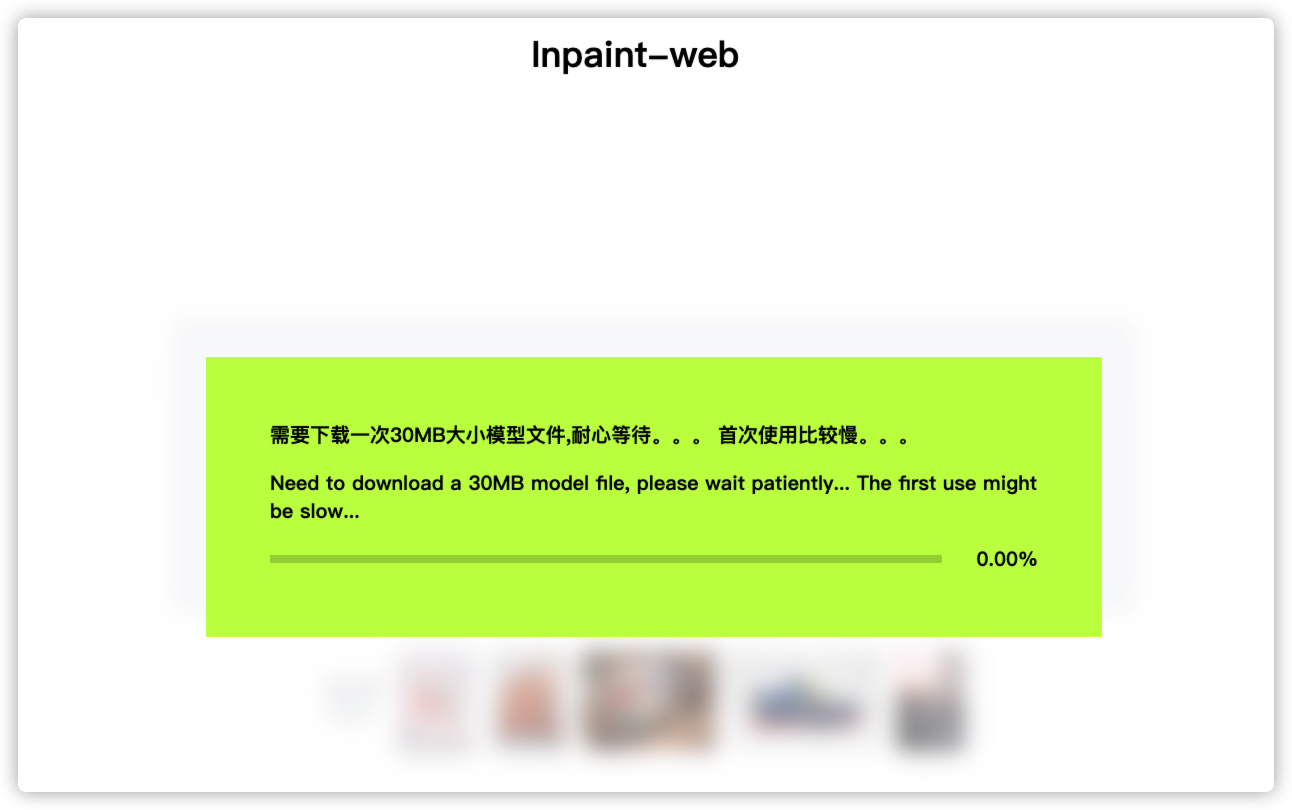 Inpaint-web
需要下载一次30MB大小模型文件,耐心等待。。。 首次使用比较慢。。。
Need to download a 30MB model file, please wait patiently... The first use might
be slow...
0.00%